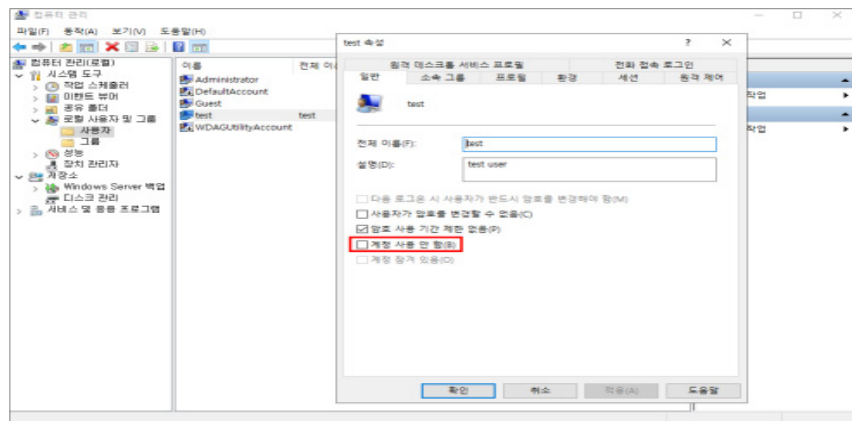 컴퓨터 관리
파일(F) 동작(A) 보기(V) 도움말(H)
컴퓨터 관리(로컬)
시스템 도구
작업 스케줄러
이벤트 뷰어
공유 폴더
로컬 사용자 및 그룹
사용자
그룹
성능
장치 관리자
저장소
Windows Server 백업
디스크 관리
서비스 및 응용 프로그램
이름 전체 이
Administrator
DefaultAccount
Guest
test test
WDAGUtilityAccount
test 속성
원격 데스크톱 서비스 프로필 전화 접속 로그인
일반 소속 그룹 프로필 환경 세션 원격 제어
test
전체 이름(F): test
설명(D): test user
다음 로그온 시 사용자가 반드시 암호를 변경해야 함(M)
사용자가 암호를 변경할 수 없음(C)
암호 사용 기간 제한 없음(P)
계정 사용 안 함(B)
계정 잠겨 있음(O)
확인 취소 적용(A) 도움말
작업
작업